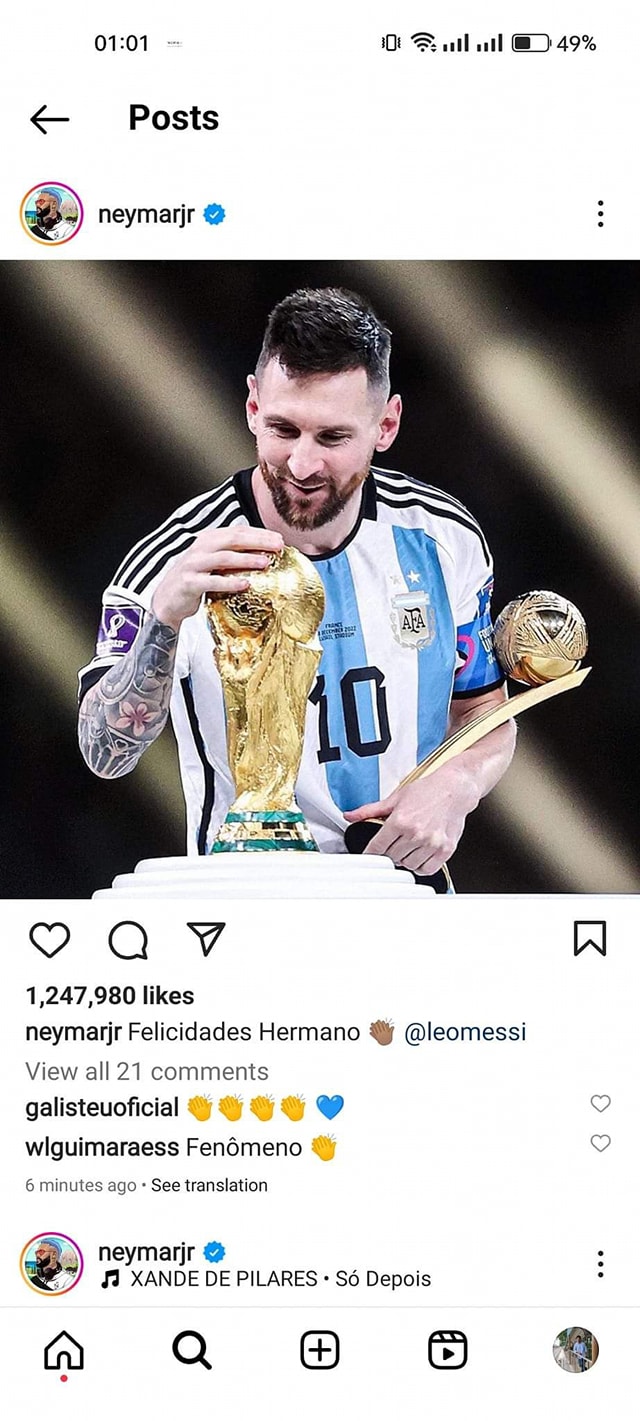 01:01
49%
Posts
neymarjr
FRANCE
AFA
10
1,247,980 likes
neymarjr Felicidades Hermano 👏🏾 @leomessi
View all 21 comments
galisteuoficial 👏👏👏👏 💙
wlguimaraess Fenômeno 👏
6 minutes ago • See translation
neymarjr
XANDE DE PILARES • Só Depois